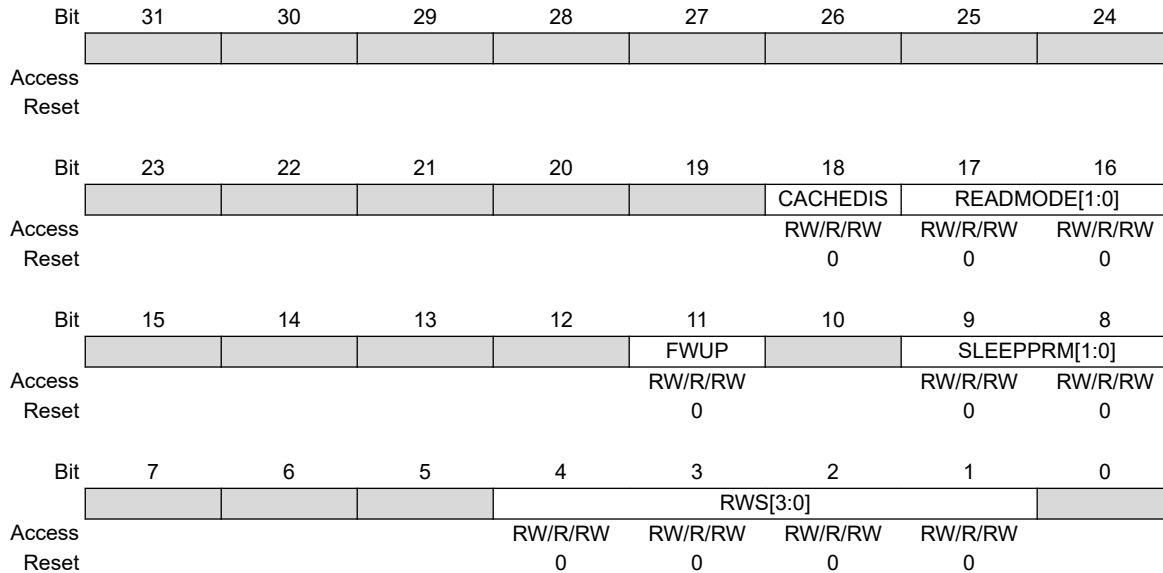 Bit 31 30 29 28 27 26 25 24
Access
Reset
Bit 23 22 21 20 19 18 17 16
CACHEDIS READMODE[1:0]
Access RW/R/RW RW/R/RW RW/R/RW
Reset 0 0 0
Bit 15 14 13 12 11 10 9 8
FWUP SLEEPPRM[1:0]
Access RW/R/RW RW/R/RW RW/R/RW
Reset 0 0 0
Bit 7 6 5 4 3 2 1 0
RWS[3:0]
Access RW/R/RW RW/R/RW RW/R/RW RW/R/RW
Reset 0 0 0 0